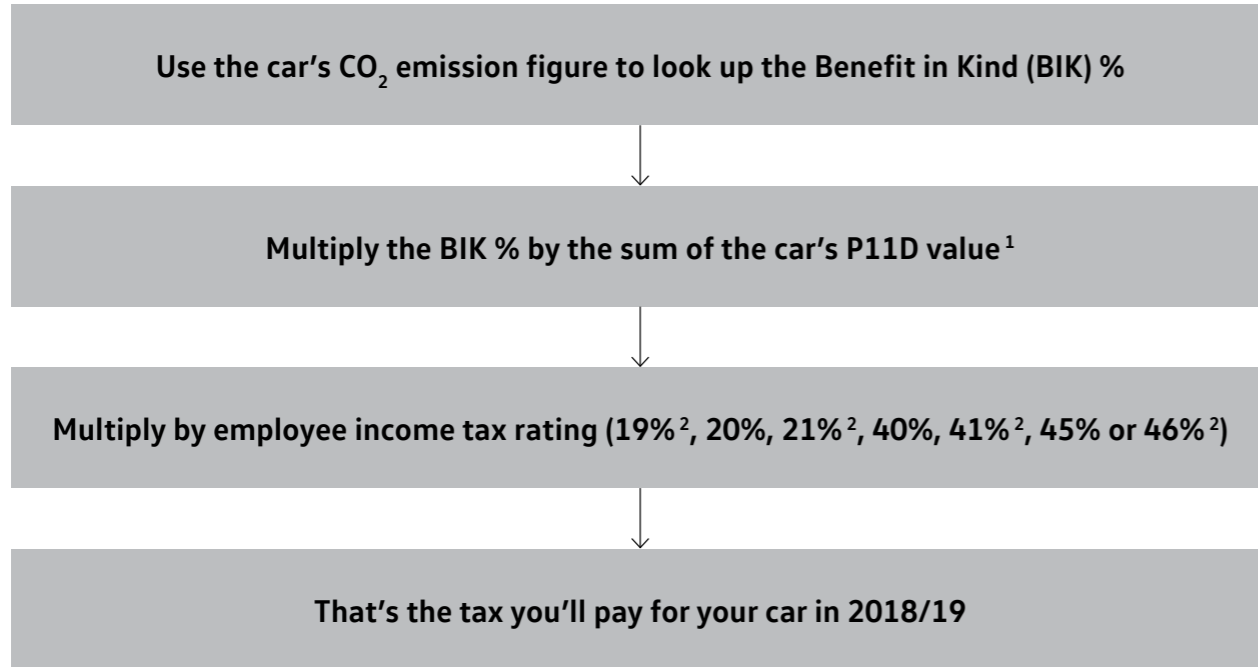 Use the car’s CO₂ emission figure to look up the Benefit in Kind (BIK) %
Multiply the BIK % by the sum of the car’s P11D value ¹
Multiply by employee income tax rating (19% ², 20%, 21% ², 40%, 41% ², 45% or 46% ²)
That’s the tax you’ll pay for your car in 2018/19